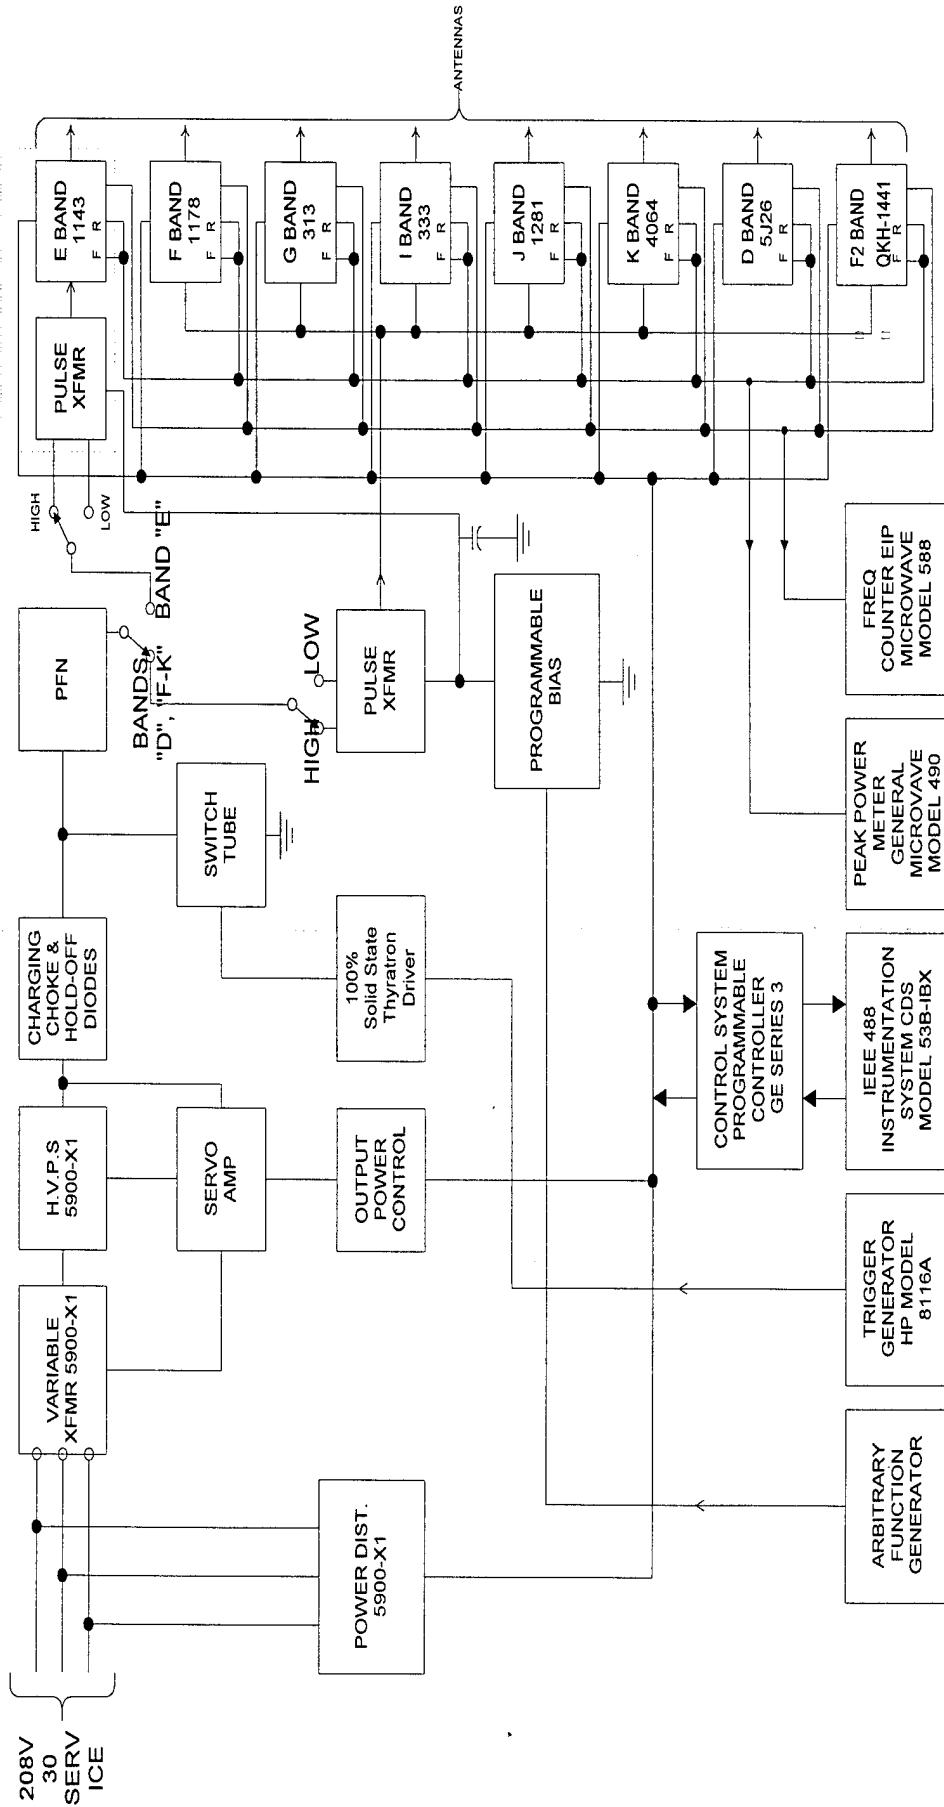 208V
30
SERV
ICE
VARIABLE
XFMR 5900-X1
H.V.P.S
5900-X1
CHARGING
CHOKE &
HOLD-OFF
DIODES
PFN
HIGH
LOW
PULSE
XFMR
BAND "E"
BANDS
"D", "F-K"
POWER DIST.
5900-X1
SERVO
AMP
OUTPUT
POWER
CONTROL
SWITCH
TUBE
100%
Solid State
Thyratron
Driver
HIGH
LOW
PULSE
XFMR
PROGRAMMABLE
BIAS
E BAND
1143
F R
F BAND
1178
F R
G BAND
313
F R
I BAND
333
F R
J BAND
1281
F R
K BAND
4064
F R
D BAND
5J26
F R
F2 BAND
QKH-1441
F R
ANTENNAS
CONTROL SYSTEM
PROGRAMMABLE
CONTROLLER
GE SERIES 3
ARBITRARY
FUNCTION
GENERATOR
TRIGGER
GENERATOR
HP MODEL
8116A
IEEE 488
INSTRUMENTATION
SYSTEM CDS
MODEL 53B-IBX
PEAK POWER
METER
GENERAL
MICROVAVE
MODEL 490
FREQ
COUNTER EIP
MICROWAVE
MODEL 588